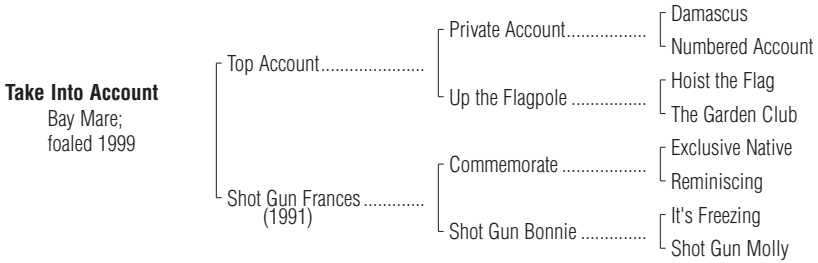 Take Into Account
Bay Mare;
foaled 1999
Top Account......................
Shot Gun Frances.............
(1991)
Private Account.................
Up the Flagpole ................
Commemorate ..................
Shot Gun Bonnie ..............
Damascus
Numbered Account
Hoist the Flag
The Garden Club
Exclusive Native
Reminiscing
It's Freezing
Shot Gun Molly